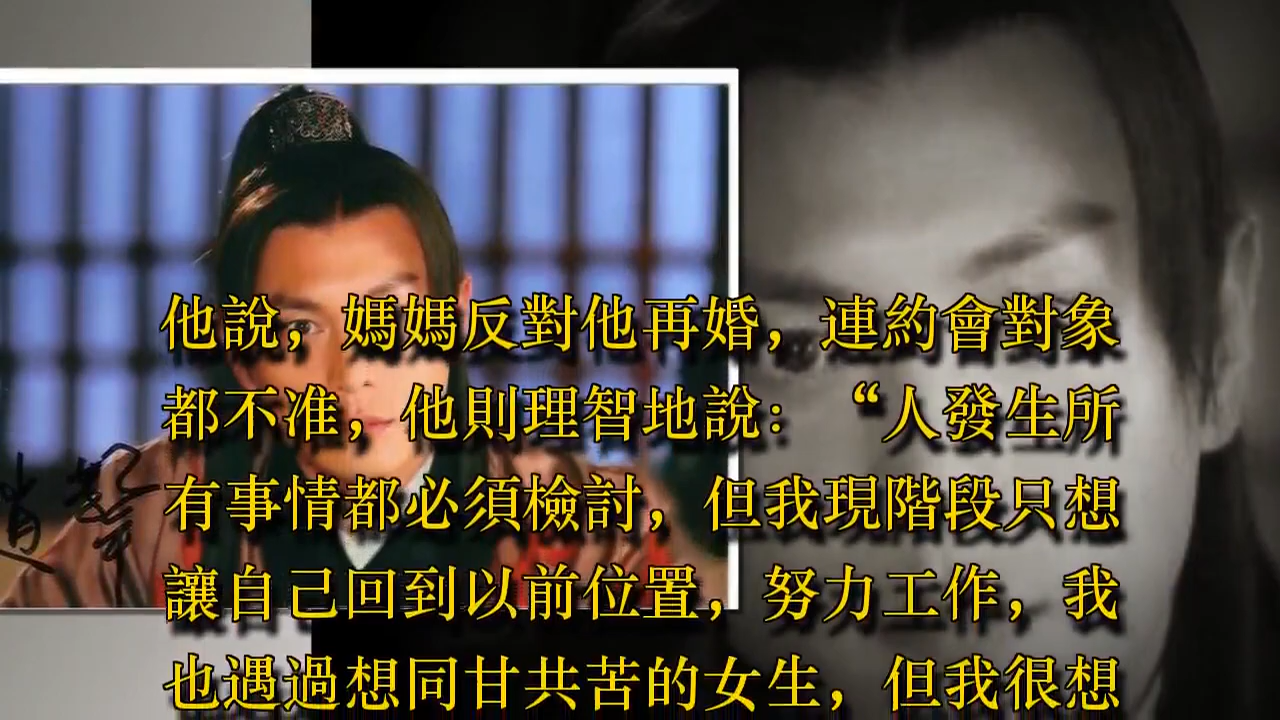 他說，媽媽反對他再婚，連約會對象
都不准，他則理智地說：“人發生所
有事情都必須檢討，但我現階段只想
讓自己回到以前位置，努力工作，我
也遇過想同甘共苦的女生，但我很想